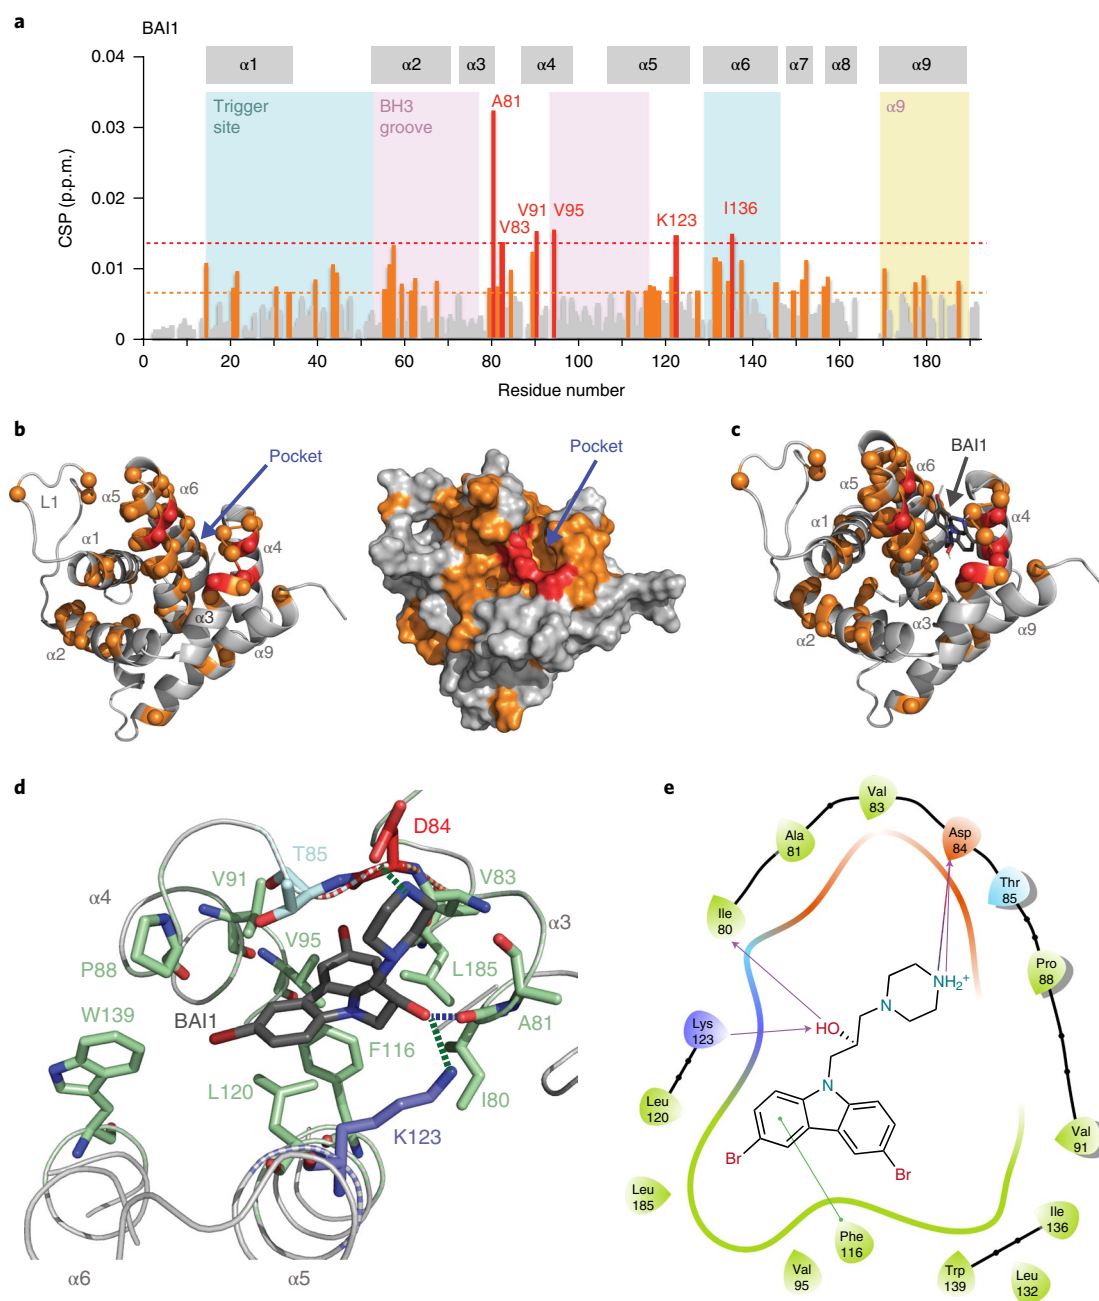 a
BAI1
0.04
0.03
0.02
0.01
0
CSP (p.p.m.)
α1
α2
α3
α4
α5
α6
α7
α8
α9
Trigger
site
BH3
groove
α9
A81
V83
V91
V95
K123
I136
0
20
40
60
80
100
120
140
160
180
Residue number
b
Pocket
L1
α5
α6
α1
α4
α3
α2
α9
Pocket
c
BAI1
α6
α5
α1
α4
α3
α2
α9
d
D84
T85
V91
V83
α4
α3
V95
P88
L185
BAI1
A81
W139
F116
L120
I80
K123
α6
α5
e
Val
83
Ala
81
Asp
84
Thr
85
Ile
80
Pro
88
NH2+
N
Lys
123
HO
N
Leu
120
Val
91
Br
Br
Leu
185
Ile
136
Phe
116
Val
95
Trp
139
Leu
132